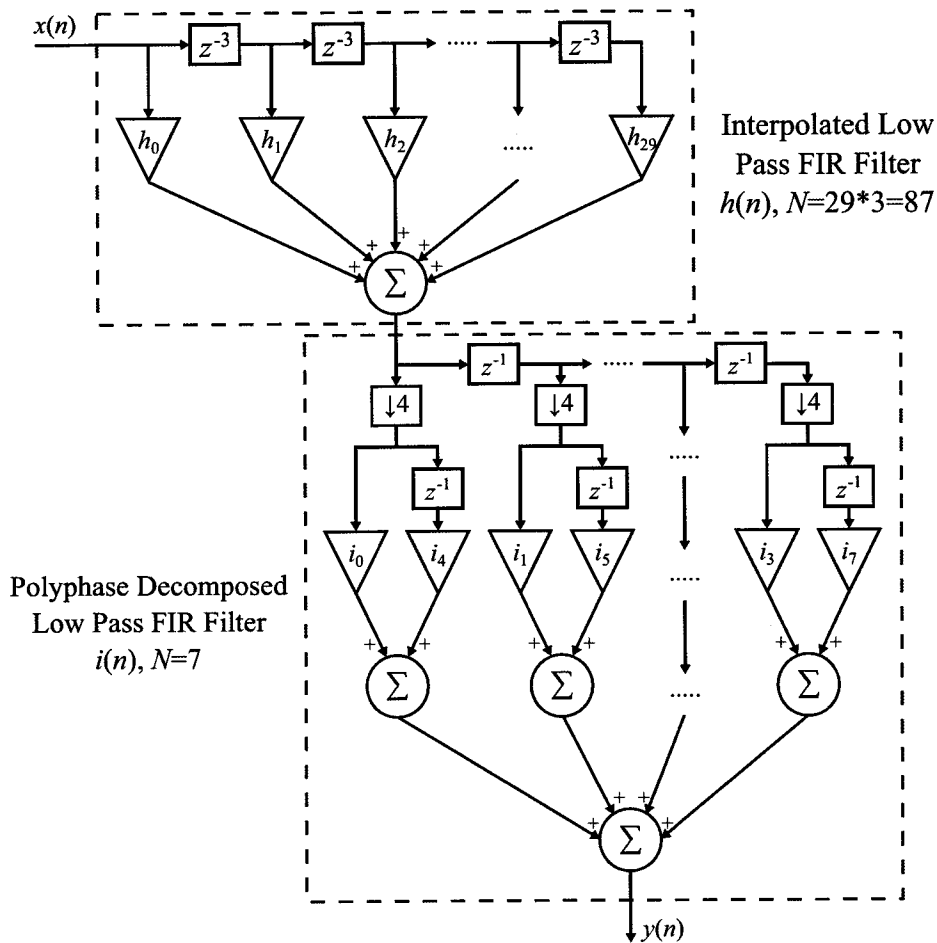 x(n)
z⁻³ z⁻³ ..... z⁻³
h₀ h₁ h₂ ..... h₂₉
Interpolated Low
Pass FIR Filter
h(n), N=29*3=87
+ + + + +
Σ
z⁻¹ ..... z⁻¹
↓4 ↓4 ↓4
.....
z⁻¹ z⁻¹ z⁻¹
i₀ i₄ i₁ i₅ i₃ i₇
.....
Polyphase Decomposed
Low Pass FIR Filter
i(n), N=7
+ + + + + +
Σ Σ ..... Σ
+ + + +
Σ
y(n)